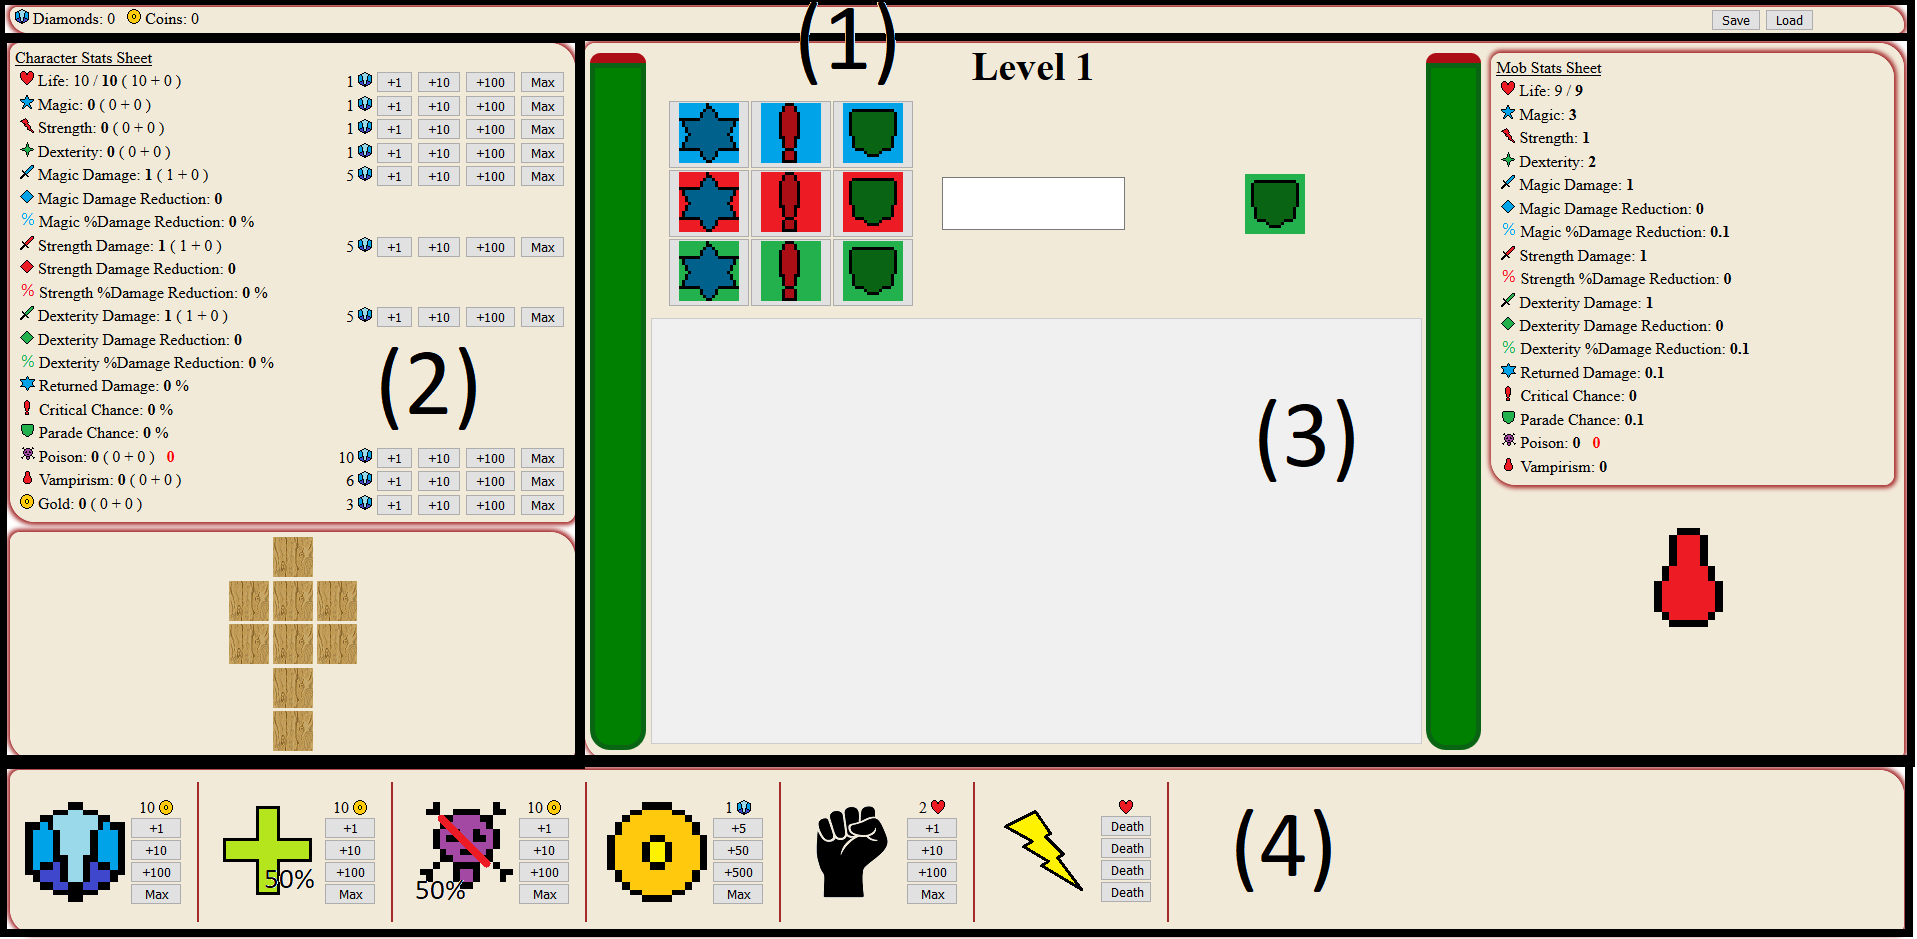 Diamonds: 0 Coins: 0
Save Load
(1)
Character Stats Sheet
Life: 10 / 10 ( 10 + 0 ) 1 +1 +10 +100 Max
Magic: 0 ( 0 + 0 ) 1 +1 +10 +100 Max
Strength: 0 ( 0 + 0 ) 1 +1 +10 +100 Max
Dexterity: 0 ( 0 + 0 ) 1 +1 +10 +100 Max
Magic Damage: 1 ( 1 + 0 ) 5 +1 +10 +100 Max
Magic Damage Reduction: 0
Magic %Damage Reduction: 0 %
Strength Damage: 1 ( 1 + 0 ) 5 +1 +10 +100 Max
Strength Damage Reduction: 0
Strength %Damage Reduction: 0 %
Dexterity Damage: 1 ( 1 + 0 ) 5 +1 +10 +100 Max
Dexterity Damage Reduction: 0
Dexterity %Damage Reduction: 0 %
Returned Damage: 0 %
Critical Chance: 0 %
Parade Chance: 0 %
Poison: 0 ( 0 + 0 ) 0 10 +1 +10 +100 Max
Vampirism: 0 ( 0 + 0 ) 6 +1 +10 +100 Max
Gold: 0 ( 0 + 0 ) 3 +1 +10 +100 Max
(2)
Level 1
(3)
Mob Stats Sheet
Life: 9 / 9
Magic: 3
Strength: 1
Dexterity: 2
Magic Damage: 1
Magic Damage Reduction: 0
Magic %Damage Reduction: 0.1
Strength Damage: 1
Strength %Damage Reduction: 0
Dexterity Damage: 1
Dexterity Damage Reduction: 0
Dexterity %Damage Reduction: 0.1
Returned Damage: 0.1
Critical Chance: 0
Parade Chance: 0.1
Poison: 0 0
Vampirism: 0
10
+1
+10
+100
Max
50%
10
+1
+10
+100
Max
50%
10
+1
+10
+100
Max
1
+5
+50
+500
Max
2
+1
+10
+100
Max
Death
Death
Death
Death
(4)